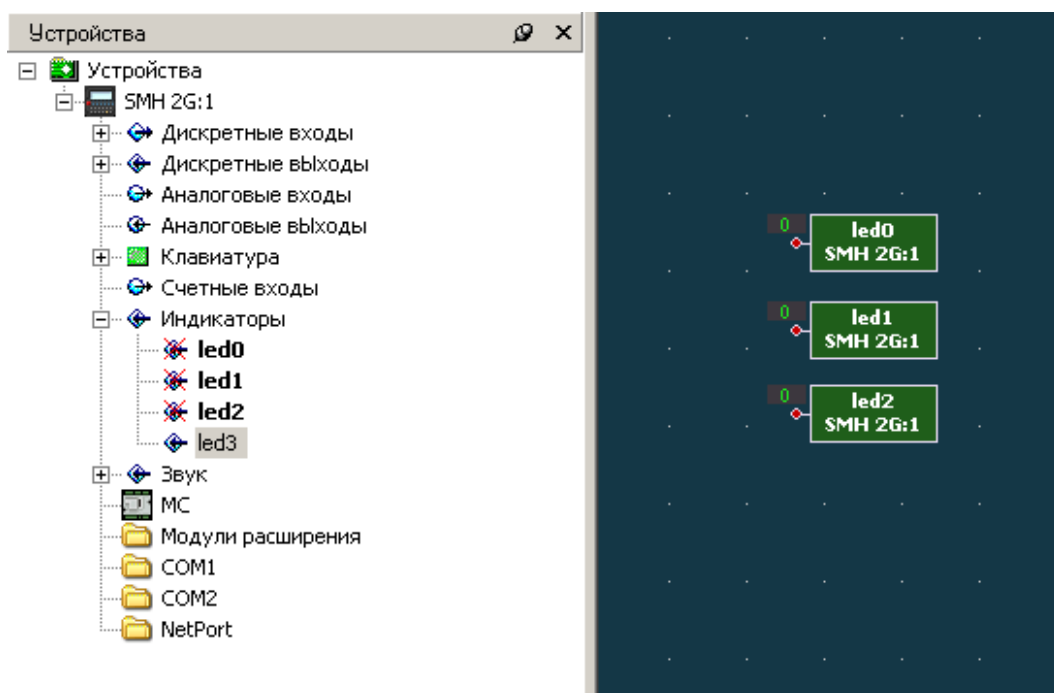 Устройства
Устройства
SMH 2G:1
Дискретные входы
Дискретные вЫходы
Аналоговые входы
Аналоговые вЫходы
Клавиатура
Счетные входы
Индикаторы
led0
led1
led2
led3
Звук
MC
Модули расширения
COM1
COM2
NetPort
0
led0
SMH 2G:1
0
led1
SMH 2G:1
0
led2
SMH 2G:1